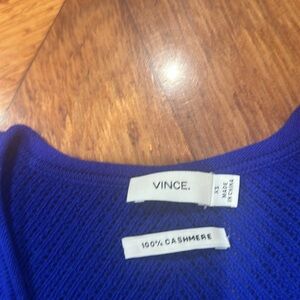 VINCE.
XS
MADE
IN CHINA
100% CASHMERE